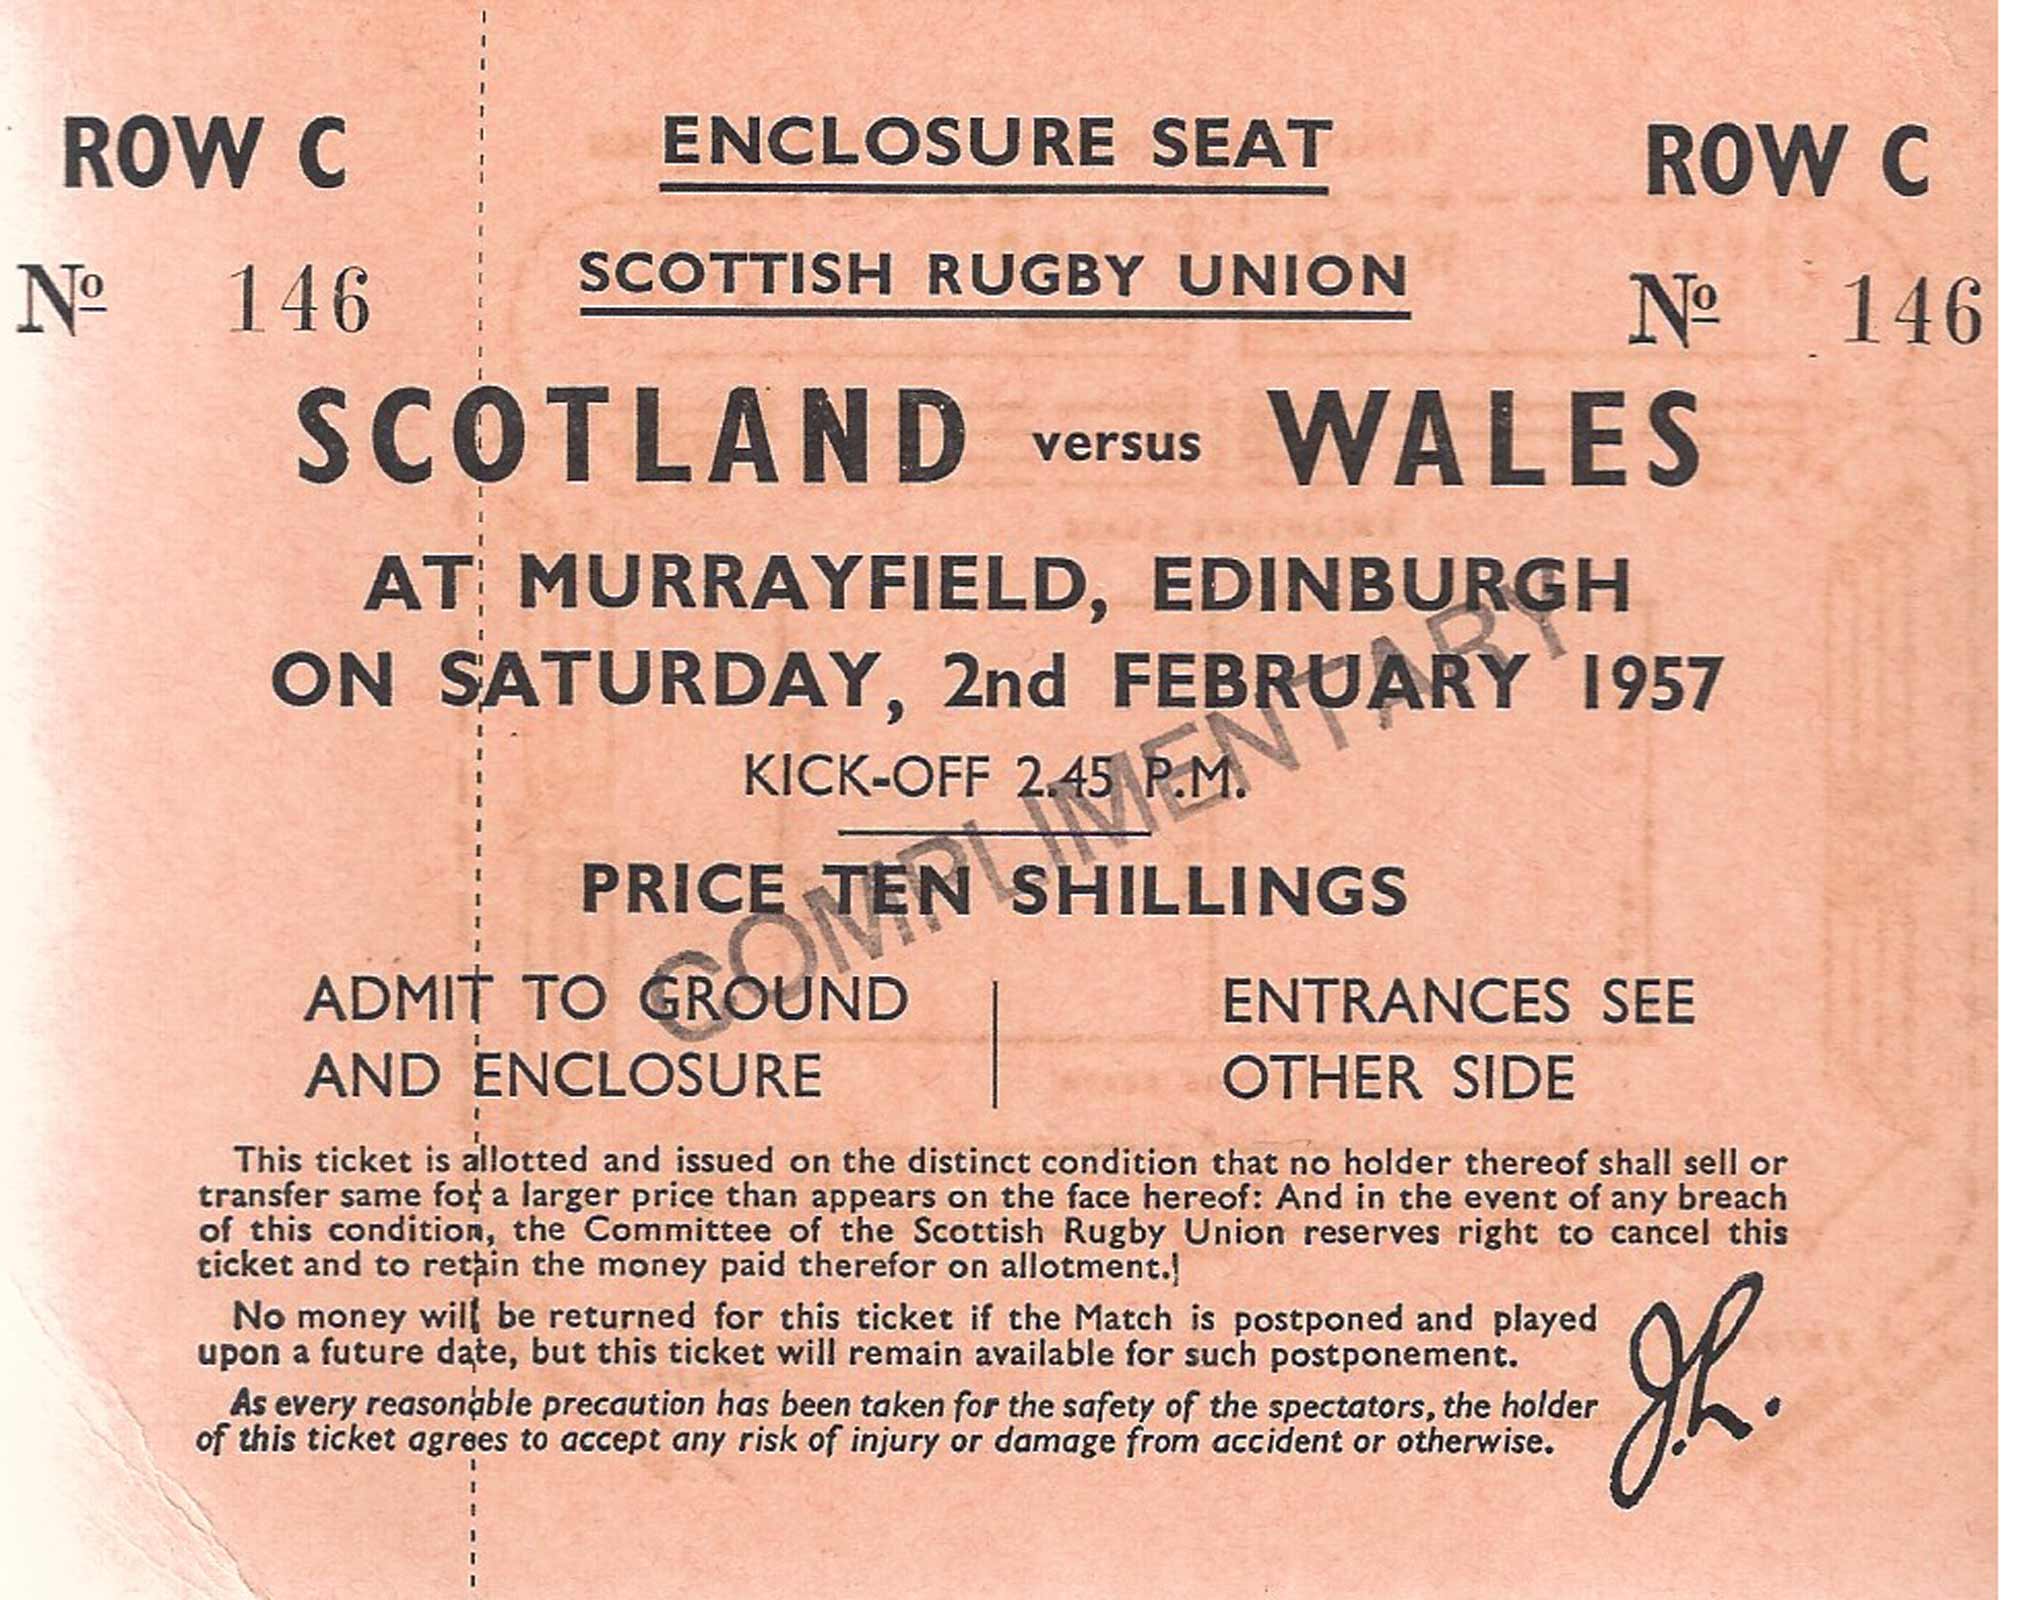 ROW C
ENCLOSURE SEAT
ROW C
Nº 146
SCOTTISH RUGBY UNION
Nº 146
SCOTLAND versus WALES
AT MURRAYFIELD, EDINBURGH
ON SATURDAY, 2nd FEBRUARY 1957
KICK-OFF 2.45 P.M.
COMPLIMENTARY
PRICE TEN SHILLINGS
ADMIT TO GROUND
AND ENCLOSURE
ENTRANCES SEE
OTHER SIDE
This ticket is allotted and issued on the distinct condition that no holder thereof shall sell or
transfer same for a larger price than appears on the face hereof: And in the event of any breach
of this condition, the Committee of the Scottish Rugby Union reserves right to cancel this
ticket and to retain the money paid therefor on allotment.
No money will be returned for this ticket if the Match is postponed and played
upon a future date, but this ticket will remain available for such postponement.
As every reasonable precaution has been taken for the safety of the spectators, the holder
of this ticket agrees to accept any risk of injury or damage from accident or otherwise.